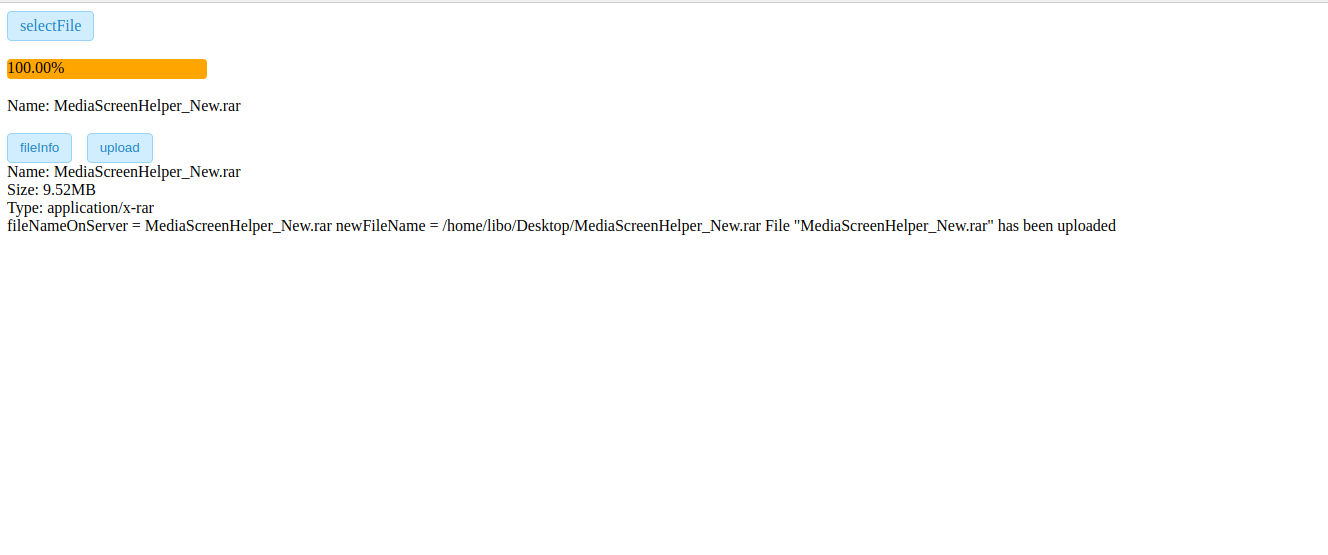 selectFile
100.00%
Name: MediaScreenHelper_New.rar
fileInfo upload
Name: MediaScreenHelper_New.rar
Size: 9.52MB
Type: application/x-rar
fileNameOnServer = MediaScreenHelper_New.rar newFileName = /home/libo/Desktop/MediaScreenHelper_New.rar File "MediaScreenHelper_New.rar" has been uploaded